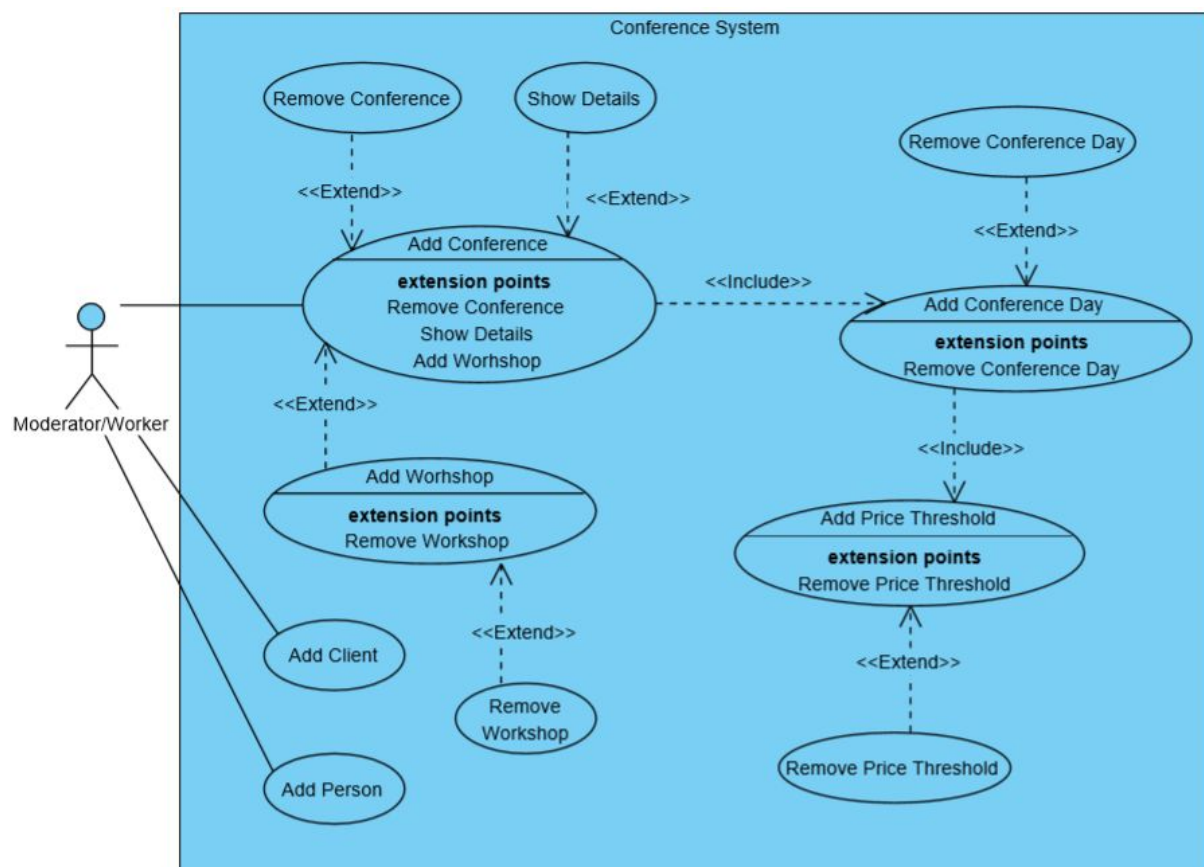 Conference System
Remove Conference
Show Details
Remove Conference Day
<<Extend>>
<<Extend>>
<<Extend>>
Add Conference
extension points
Remove Conference
Show Details
Add Worhshop
<<Include>>
Add Conference Day
extension points
Remove Conference Day
Moderator/Worker
<<Extend>>
<<Include>>
Add Worhshop
extension points
Remove Workshop
Add Price Threshold
extension points
Remove Price Threshold
<<Extend>>
<<Extend>>
Add Client
Remove
Workshop
Remove Price Threshold
Add Person